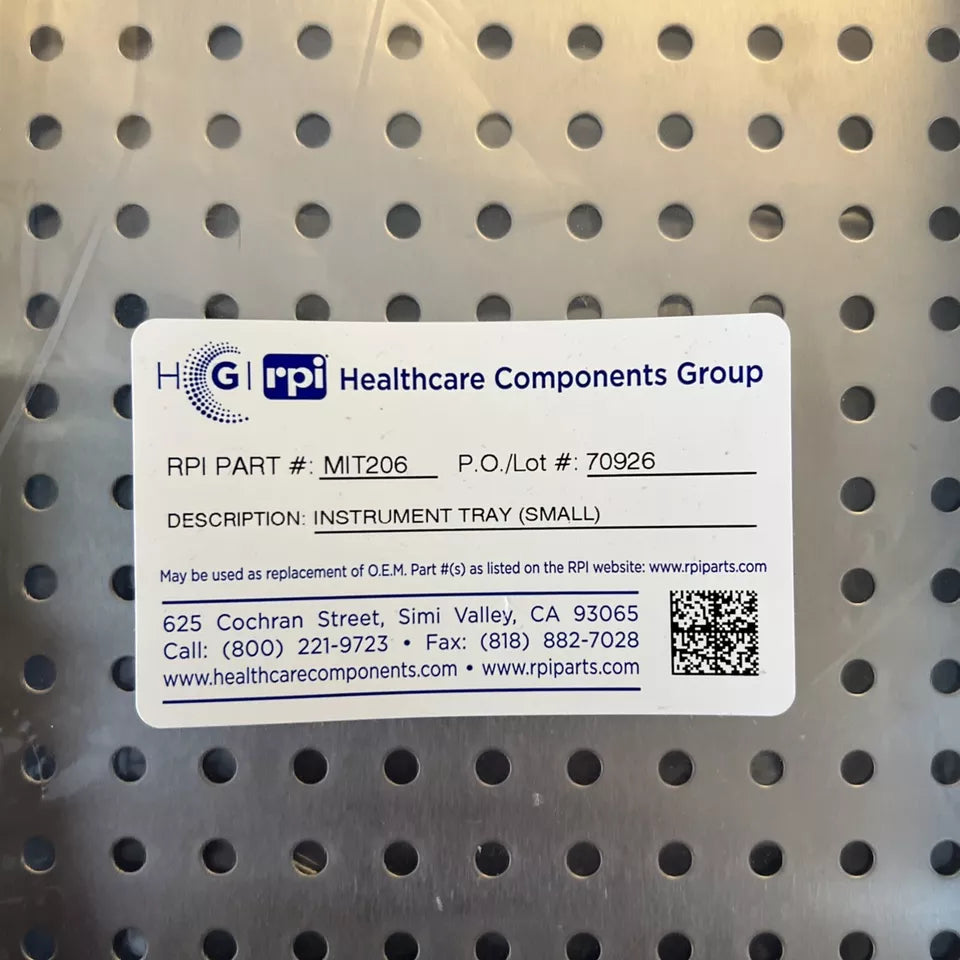 HCG | rpi Healthcare Components Group
RPI PART #: MIT206 P.O./Lot #: 70926
DESCRIPTION: INSTRUMENT TRAY (SMALL)
May be used as replacement of O.E.M. Part #(s) as listed on the RPI website: www.rpiparts.com
625 Cochran Street, Simi Valley, CA 93065
Call: (800) 221-9723 • Fax: (818) 882-7028
www.healthcarecomponents.com • www.rpiparts.com